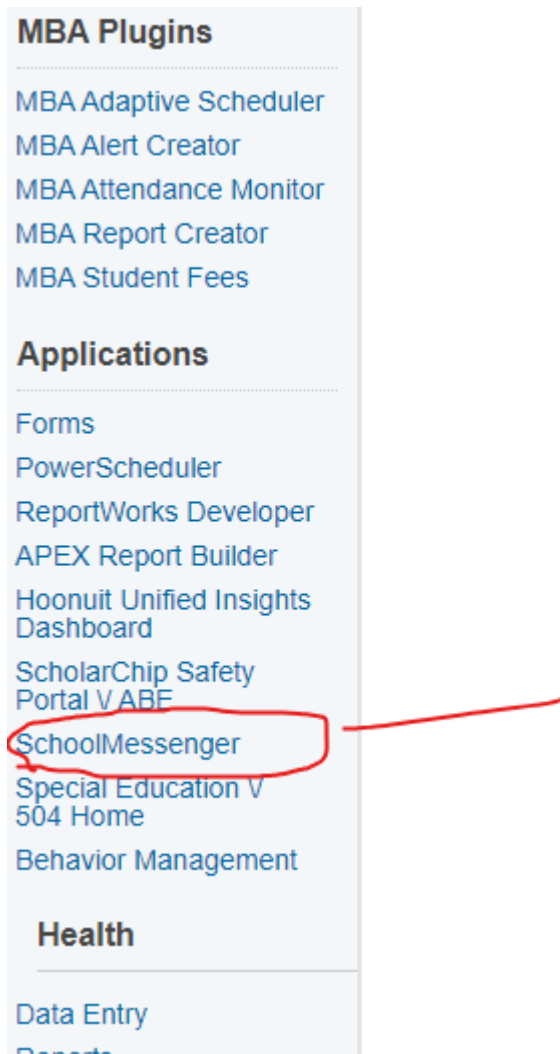 MBA Plugins
MBA Adaptive Scheduler
MBA Alert Creator
MBA Attendance Monitor
MBA Report Creator
MBA Student Fees
Applications
Forms
PowerScheduler
ReportWorks Developer
APEX Report Builder
Hoonuit Unified Insights
Dashboard
ScholarChip Safety
Portal \/ ABE
SchoolMessenger
Special Education \/
504 Home
Behavior Management
Health
Data Entry